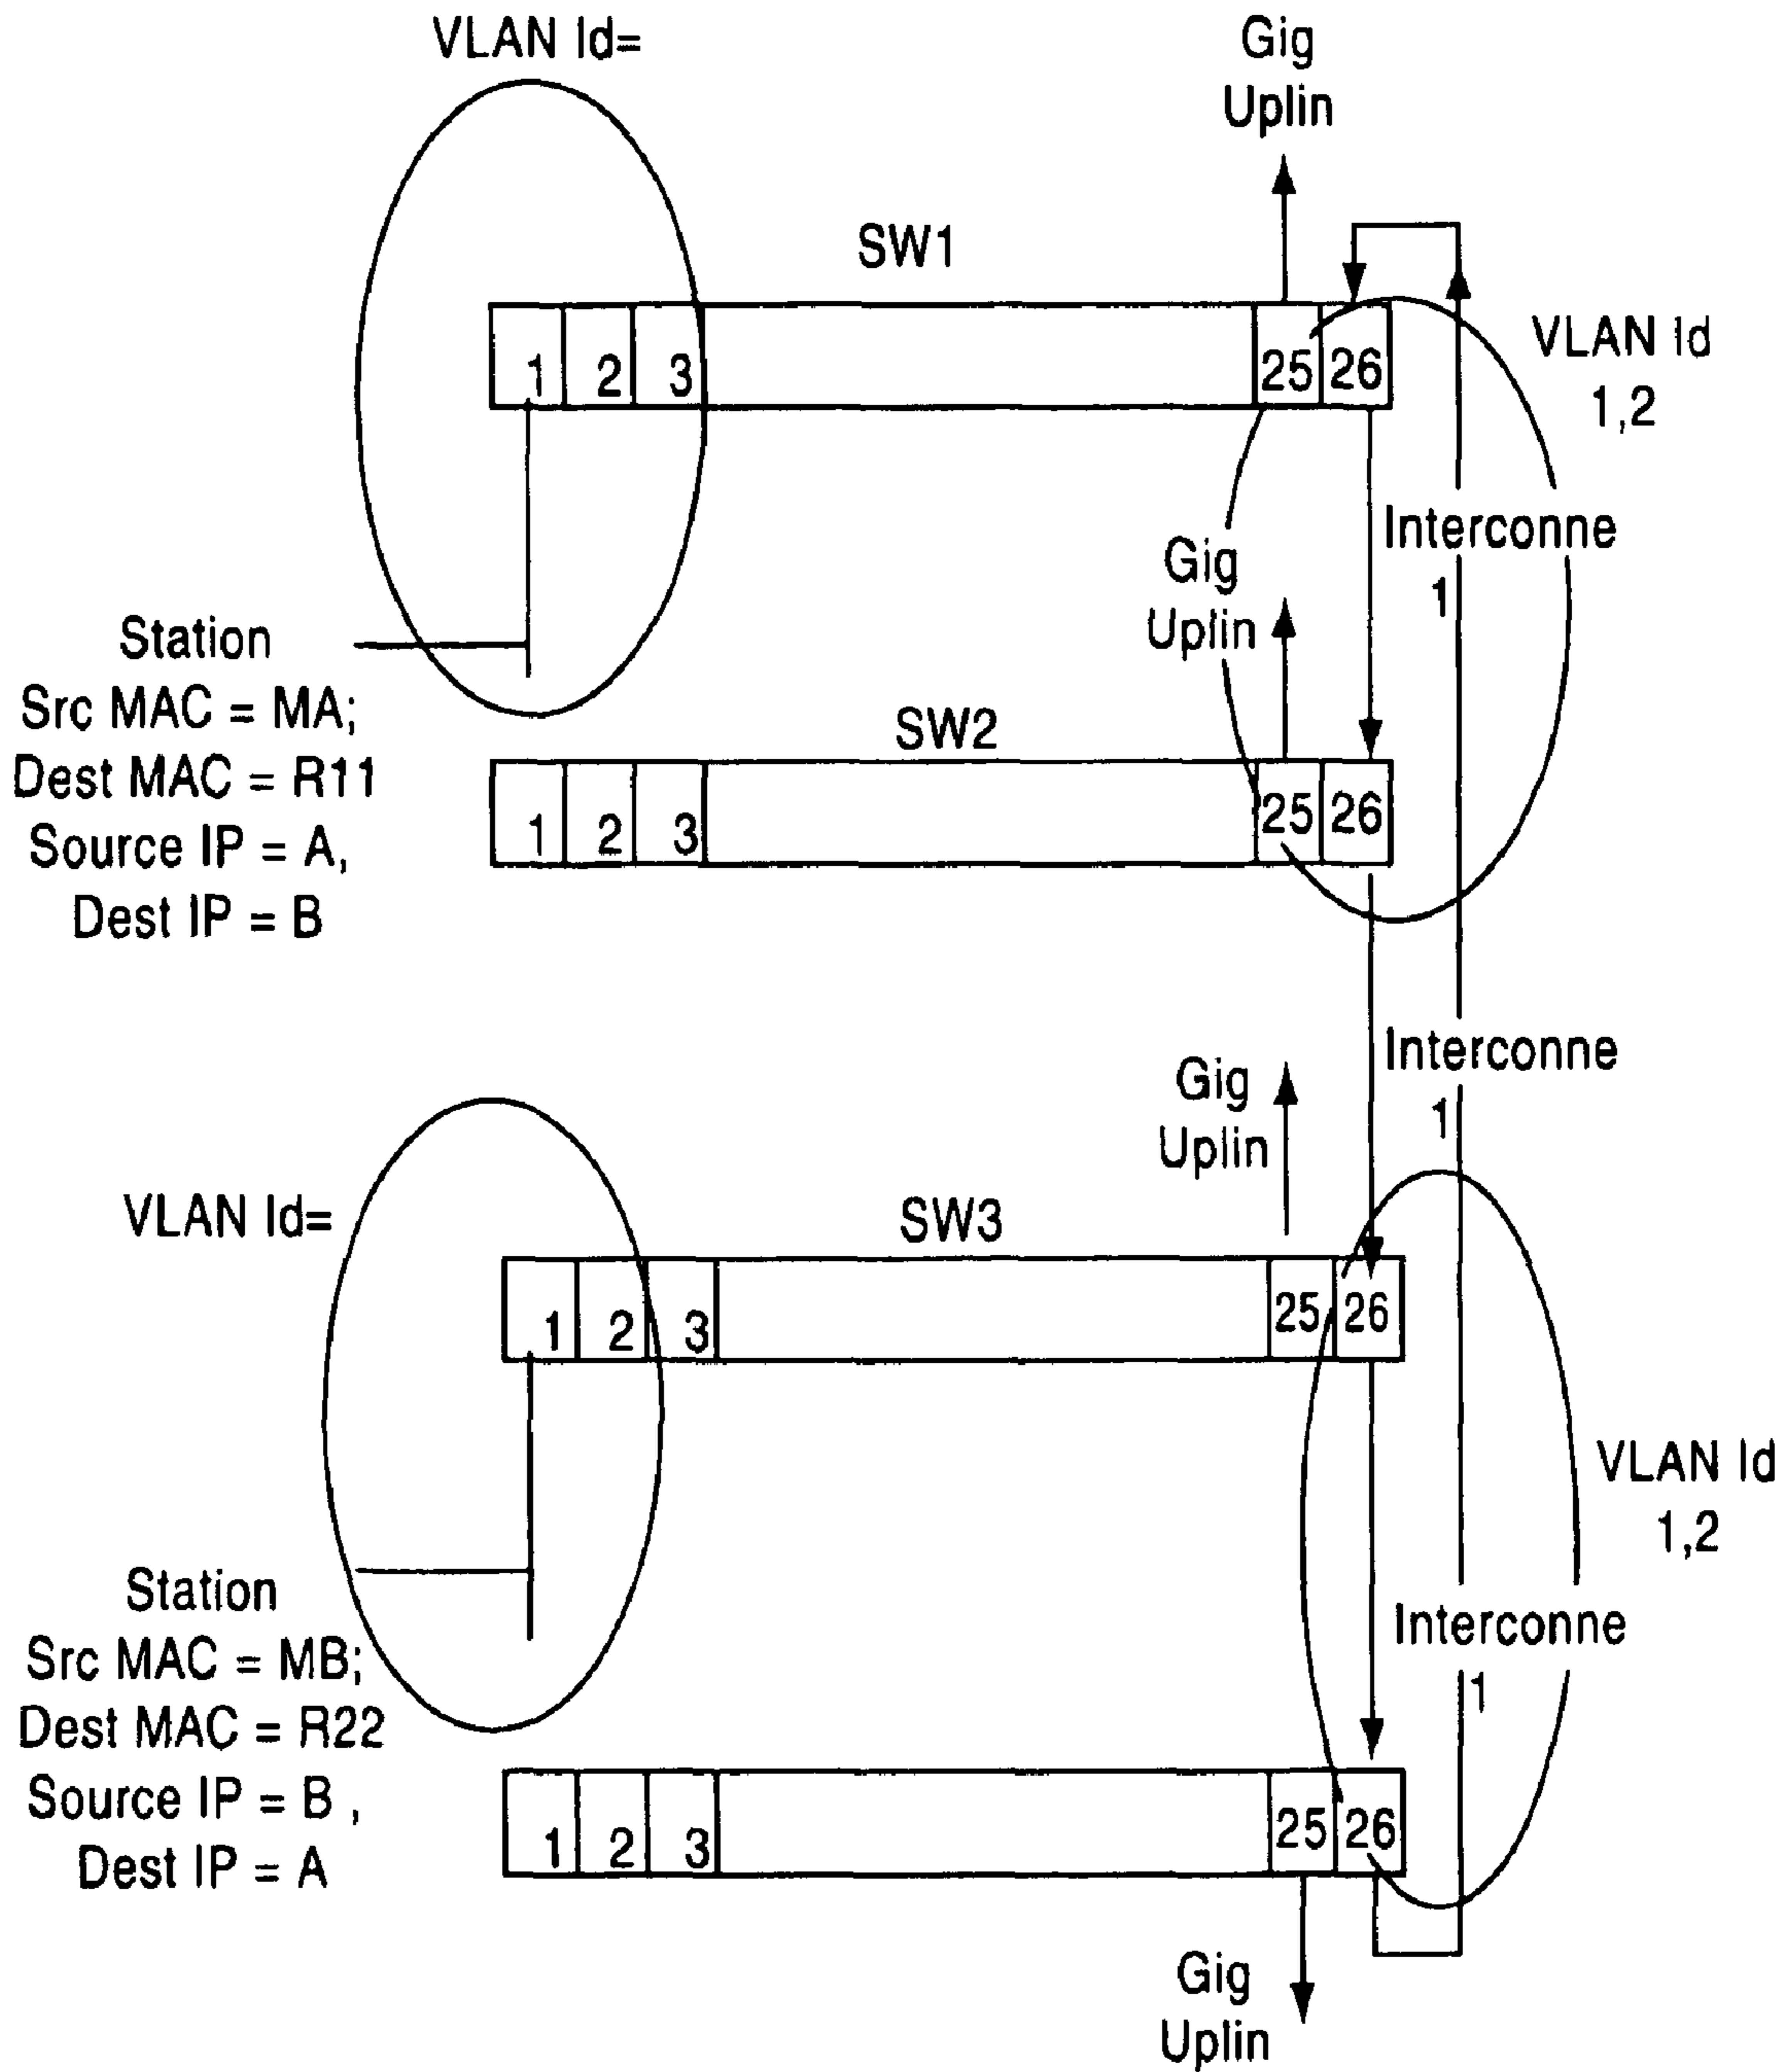 VLAN Id=
Gig
Uplin
SW1
1 2 3 25 26
VLAN Id
1,2
Interconne
1
Gig
Uplin
Station
Src MAC = MA;
Dest MAC = R11
Source IP = A,
Dest IP = B
SW2
1 2 3 25 26
Interconne
1
Gig
Uplin
VLAN Id=
SW3
1 2 3 25 26
VLAN Id
1,2
Interconne
1
Station
Src MAC = MB;
Dest MAC = R22
Source IP = B ,
Dest IP = A
1 2 3 25 26
Gig
Uplin